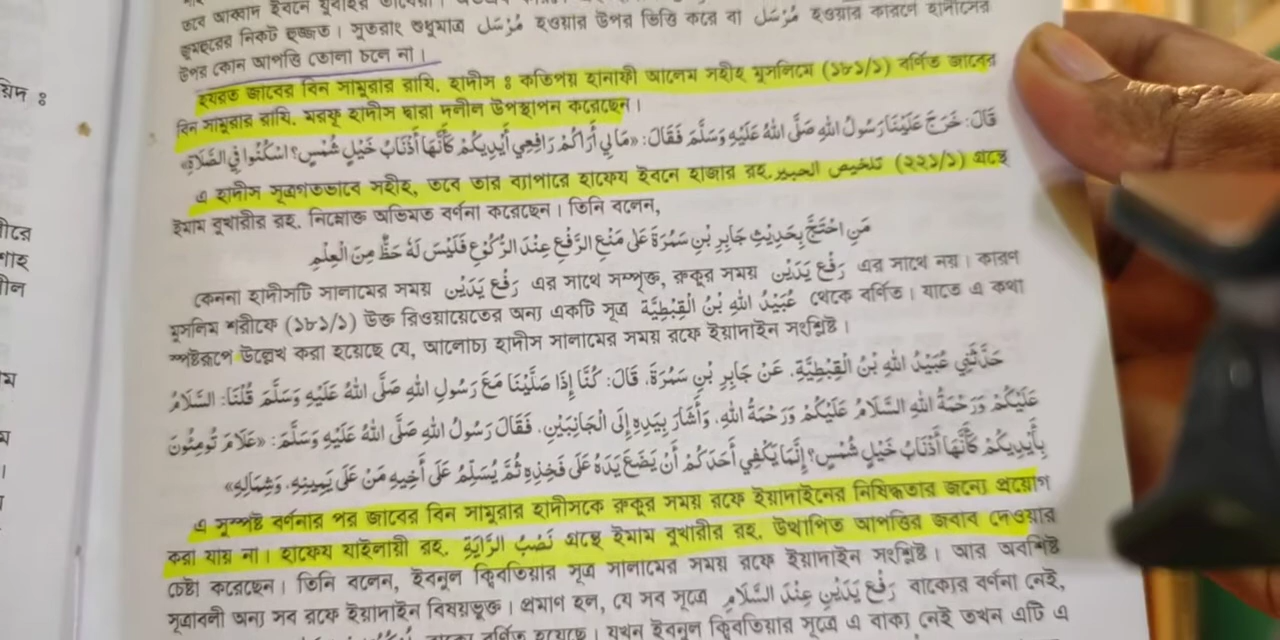 তবে আব্বাদ ইবনে যুবাইর
জুমহুরের নিকট হুজ্জত। সুতরাং শুধুমাত্র مُرْسَل হওয়ার উপর ভিত্তি করে বা مُرْسَل হওয়ার কারণে হাদীসের
উপর কোন আপত্তি তোলা চলে না।
হযরত জাবের বিন সামুরার রাযি. হাদীস ঃ কতিপয় হানাফী আলেম সহীহ মুসলিমে (১৮১/১) বর্ণিত জাবের
বিন সামুরার রাযি. মরফূ হাদীস দ্বারা দলীল উপস্থাপন করেছেন।
قَالَ: خَرَجَ عَلَيْنَا رَسُولُ اللهِ صَلَّى اللهُ عَلَيْهِ وَسَلَّمَ فَقَالَ: «مَا لِي أَرَاكُمْ رَافِعِي أَيْدِيكُمْ كَأَنَّهَا أَذْنَابُ خَيْلٍ شُمْسٍ؟ اسْكُنُوا فِي الصَّلَاةِ»
এ হাদীস সূত্রগতভাবে সহীহ, তবে তার ব্যাপারে হাফেয ইবনে হাজার রহ. تلخيص الحبير (২২১/১) গ্রন্থে
ইমাম বুখারীর রহ. নিম্নোক্ত অভিমত বর্ণনা করেছেন। তিনি বলেন,
مَنِ احْتَجَّ بِحَدِيْثِ جَابِرِ بْنِ سَمُرَةَ عَلَى مَنْعِ الرَّفْعِ عِنْدَ الرُّكُوْعِ فَلَيْسَ لَهُ حَظٌّ مِنَ الْعِلْمِ
কেননা হাদীসটি সালামের সময় رَفْعِ يَدَيْن এর সাথে সম্পৃক্ত, রুকূর সময় رَفْعِ يَدَيْن এর সাথে নয়। কারণ
মুসলিম শরীফে (১৮১/১) উক্ত রিওয়ায়েতের অন্য একটি সূত্র عُبَيْدُ اللهِ بْنُ الْقِبْطِيَّة থেকে বর্ণিত। যাতে এ কথা
স্পষ্টরূপে উল্লেখ করা হয়েছে যে, আলোচ্য হাদীস সালামের সময় রফে ইয়াদাইন সংশ্লিষ্ট।
حَدَّثَنِي عُبَيْدُ اللهِ بْنُ الْقِبْطِيَّةِ، عَنْ جَابِرِ بْنِ سَمُرَةَ، قَالَ: كُنَّا إِذَا صَلَّيْنَا مَعَ رَسُولِ اللهِ صَلَّى اللهُ عَلَيْهِ وَسَلَّمَ قُلْنَا: السَّلَامُ
عَلَيْكُمْ وَرَحْمَةُ اللهِ السَّلَامُ عَلَيْكُمْ وَرَحْمَةُ اللهِ، وَأَشَارَ بِيَدِهِ إِلَى الْجَانِبَيْنِ، فَقَالَ رَسُولُ اللهِ صَلَّى اللهُ عَلَيْهِ وَسَلَّمَ: «عَلَامَ تُومِئُونَ
بِأَيْدِيكُمْ كَأَنَّهَا أَذْنَابُ خَيْلٍ شُمْسٍ؟ إِنَّمَا يَكْفِي أَحَدَكُمْ أَنْ يَضَعَ يَدَهُ عَلَى فَخِذِهِ ثُمَّ يُسَلِّمُ عَلَى أَخِيهِ مَنْ عَلَى يَمِينِهِ، وَشِمَالِهِ»
এ সুস্পষ্ট বর্ণনার পর জাবের বিন সামুরার হাদীসকে রুকূর সময় রফে ইয়াদাইনের নিষিদ্ধতার জন্যে প্রয়োগ
করা যায় না। হাফেয যাইলায়ী রহ. نَصْبُ الرَّايَةِ গ্রন্থে ইমাম বুখারীর রহ. উত্থাপিত আপত্তির জবাব দেওয়ার
চেষ্টা করেছেন। তিনি বলেন, ইবনুল ক্বিবতিয়ার সূত্র সালামের সময় রফে ইয়াদাইন সংশ্লিষ্ট। আর অবশিষ্ট
সূত্রাবলী অন্য সব রফে ইয়াদাইন বিষয়ভুক্ত। প্রমাণ হল, যে সব সূত্রে رَفْعِ يَدَيْنِ عِنْدَ السَّلَامِ বাক্যের বর্ণনা নেই,
বাক্য বর্ণিত হয়েছে। যখন ইবনুল ক্বিবতিয়ার সূত্রে এ বাক্য নেই তখন এটি এ